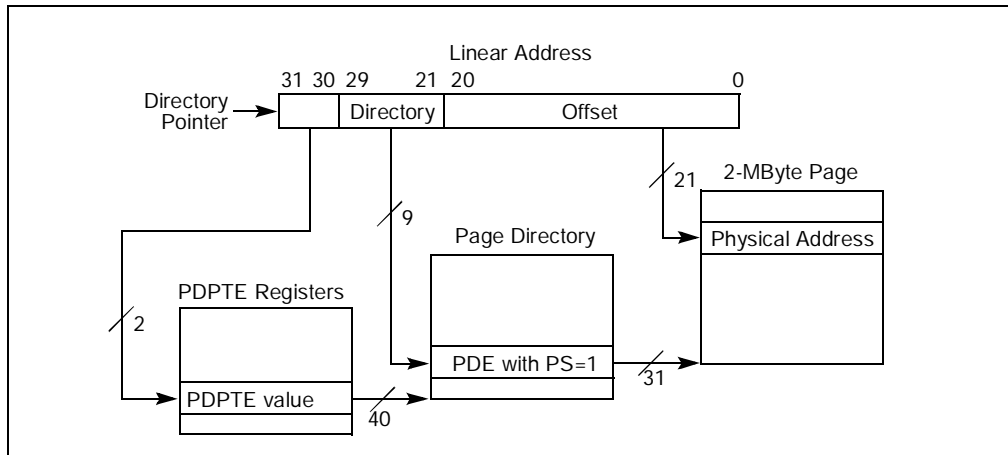 Linear Address
31 30 29 21 20 0
Directory Pointer
Directory
Offset
21
2-MByte Page
9
Physical Address
Page Directory
PDPTE Registers
2
PDE with PS=1
31
PDPTE value
40